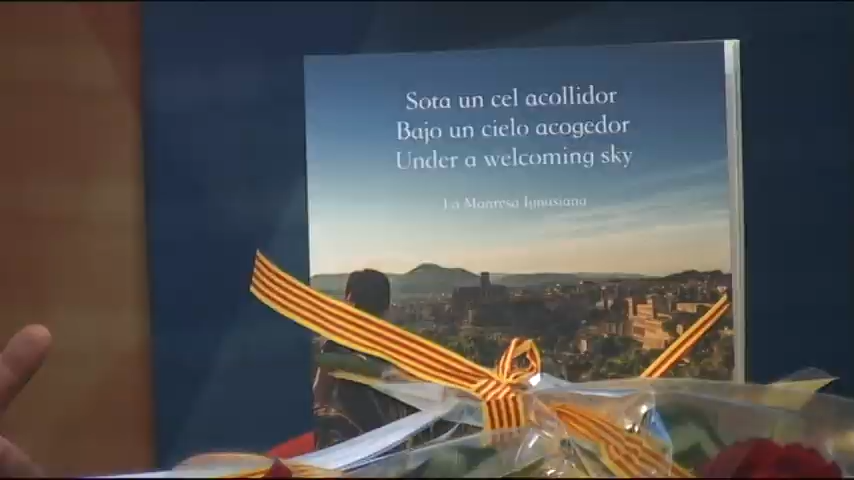 Sota un cel acollidor
Bajo un cielo acogedor
Under a welcoming sky
La Manresa Ignasiana